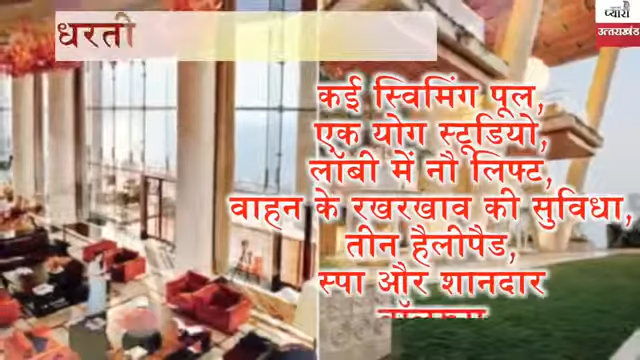 धरती
प्यारा
उत्तराखंड
कई स्विमिंग पूल,
एक योग स्टूडियो,
लॉबी में नौ लिफ्ट,
वाहन के रखरखाव की सुविधा,
तीन हैलीपैड,
स्पा और शानदार